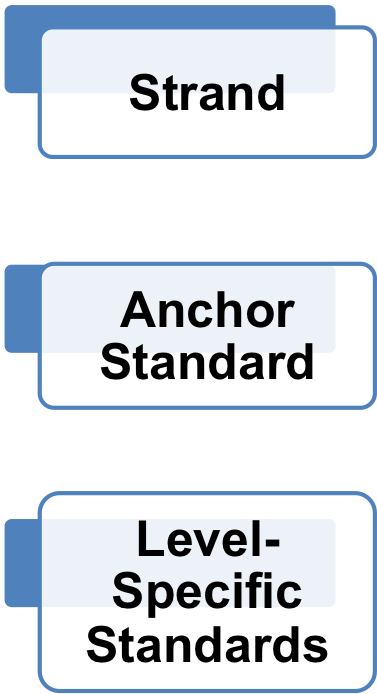 Strand
Anchor
Standard
Level-
Specific
Standards